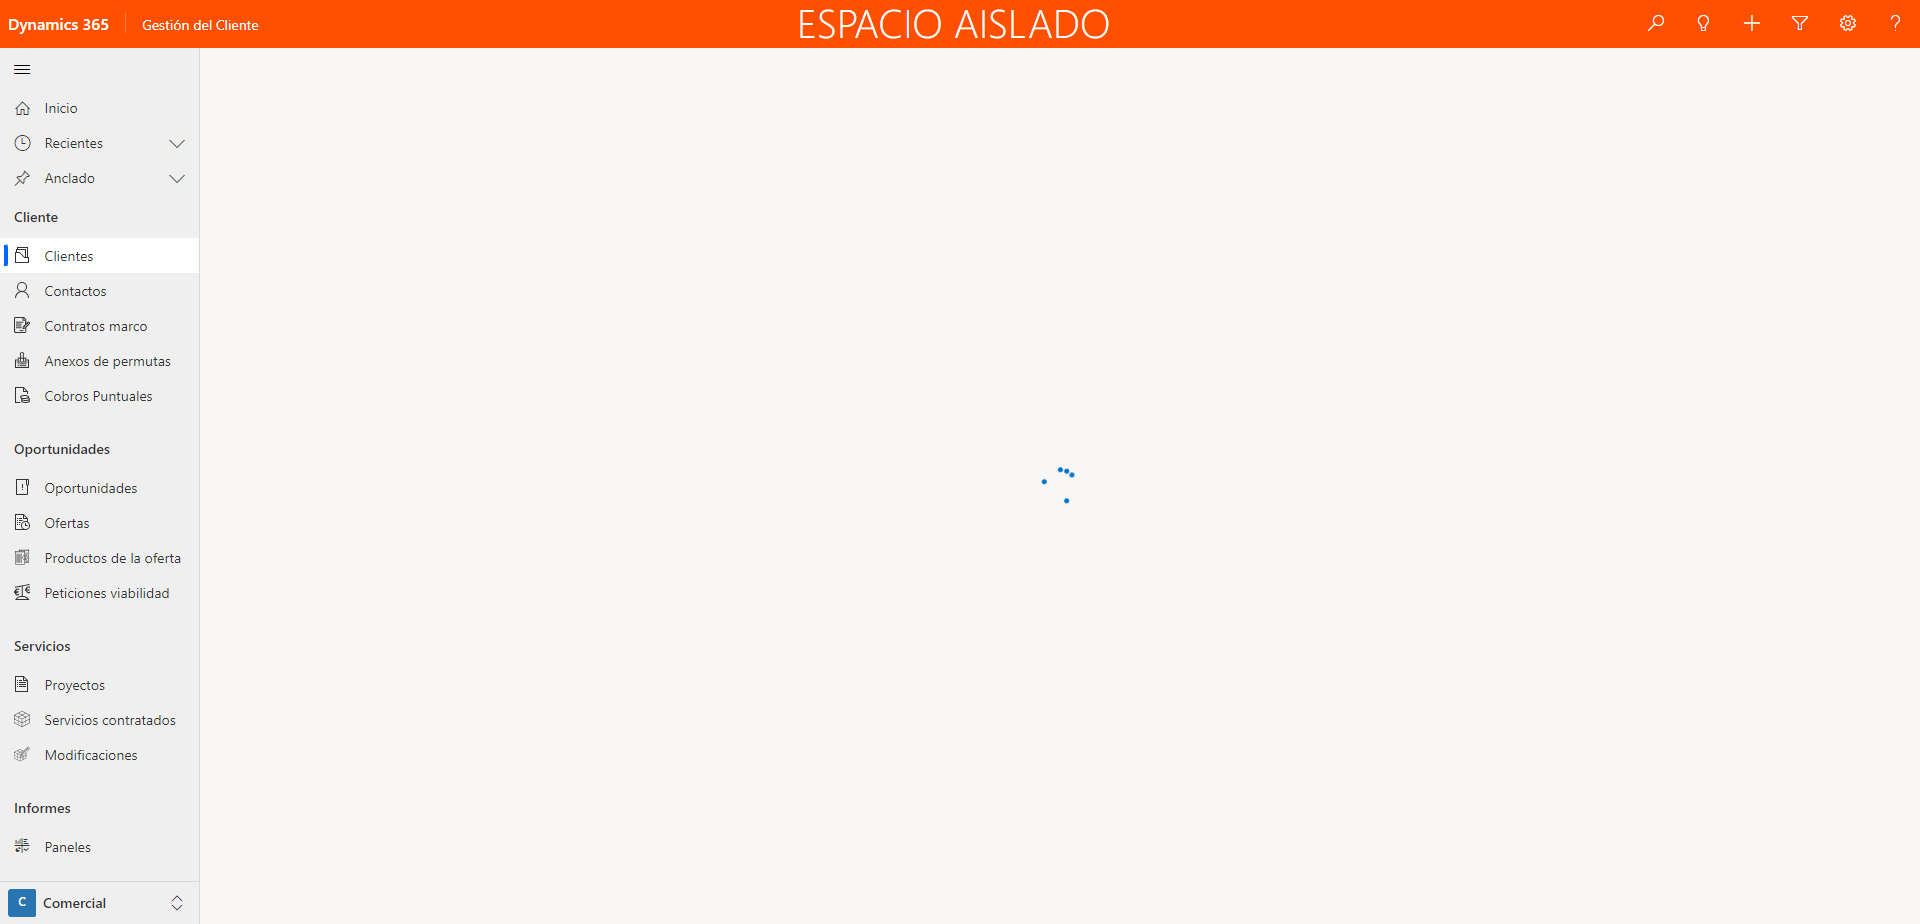 Dynamics 365
Gestión del Cliente
ESPACIO AISLADO
Inicio
Recientes
Anclado
Cliente
Clientes
Contactos
Contratos marco
Anexos de permutas
Cobros Puntuales
Oportunidades
Oportunidades
Ofertas
Productos de la oferta
Peticiones viabilidad
Servicios
Proyectos
Servicios contratados
Modificaciones
Informes
Paneles
C Comercial